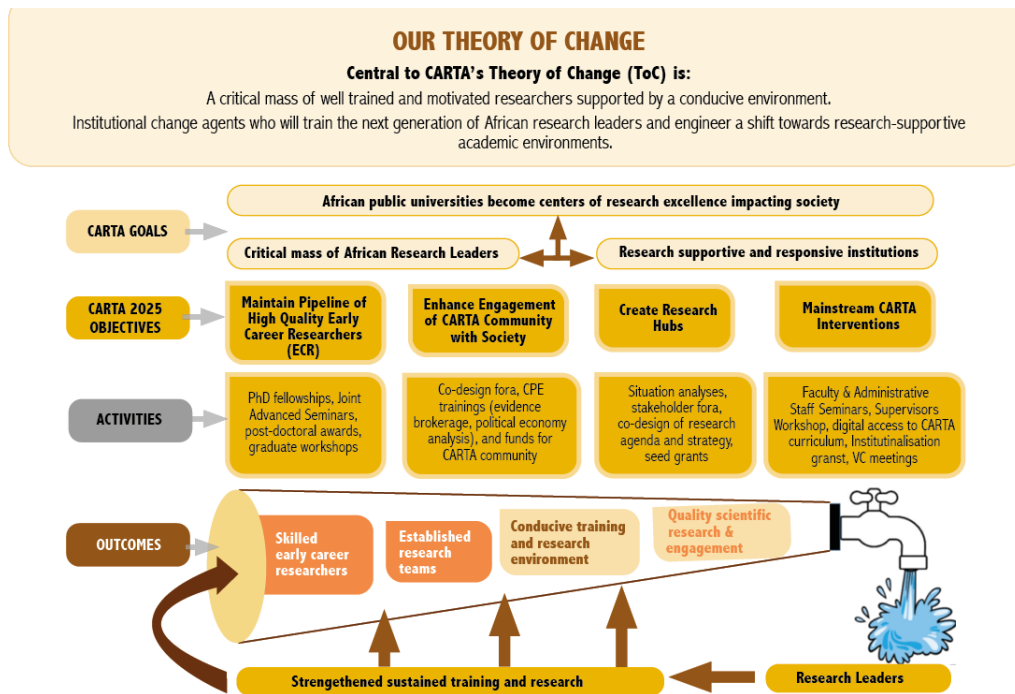 OUR THEORY OF CHANGE
Central to CARTA's Theory of Change (ToC) is:
A critical mass of well trained and motivated researchers supported by a conducive environment.
Institutional change agents who will train the next generation of African research leaders and engineer a shift towards research-supportive
academic environments.
African public universities become centers of research excellence impacting society
CARTA GOALS
Critical mass of African Research Leaders
Research supportive and responsive institutions
CARTA 2025
OBJECTIVES
Maintain Pipeline of
High Quality Early
Career Researchers
(ECR)
Enhance Engagement
of CARTA Community
with Society
Create Research
Hubs
Mainstream CARTA
Interventions
ACTIVITIES
PhD fellowships, Joint
Advanced Seminars,
post-doctoral awards,
graduate workshops
Co-design fora, CPE
trainings (evidence
brokerage, political economy
analysis), and funds for
CARTA community
Situation analyses,
stakeholder fora,
co-design of research
agenda and strategy,
seed grants
Faculty & Administrative
Staff Seminars, Supervisors
Workshop, digital access to CARTA
curriculum, Institutinalisation
granst, VC meetings
OUTCOMES
Skilled
early career
researchers
Established
research
teams
Conducive training
and research
environment
Quality scientific
research &
engagement
Strengethened sustained training and research
Research Leaders